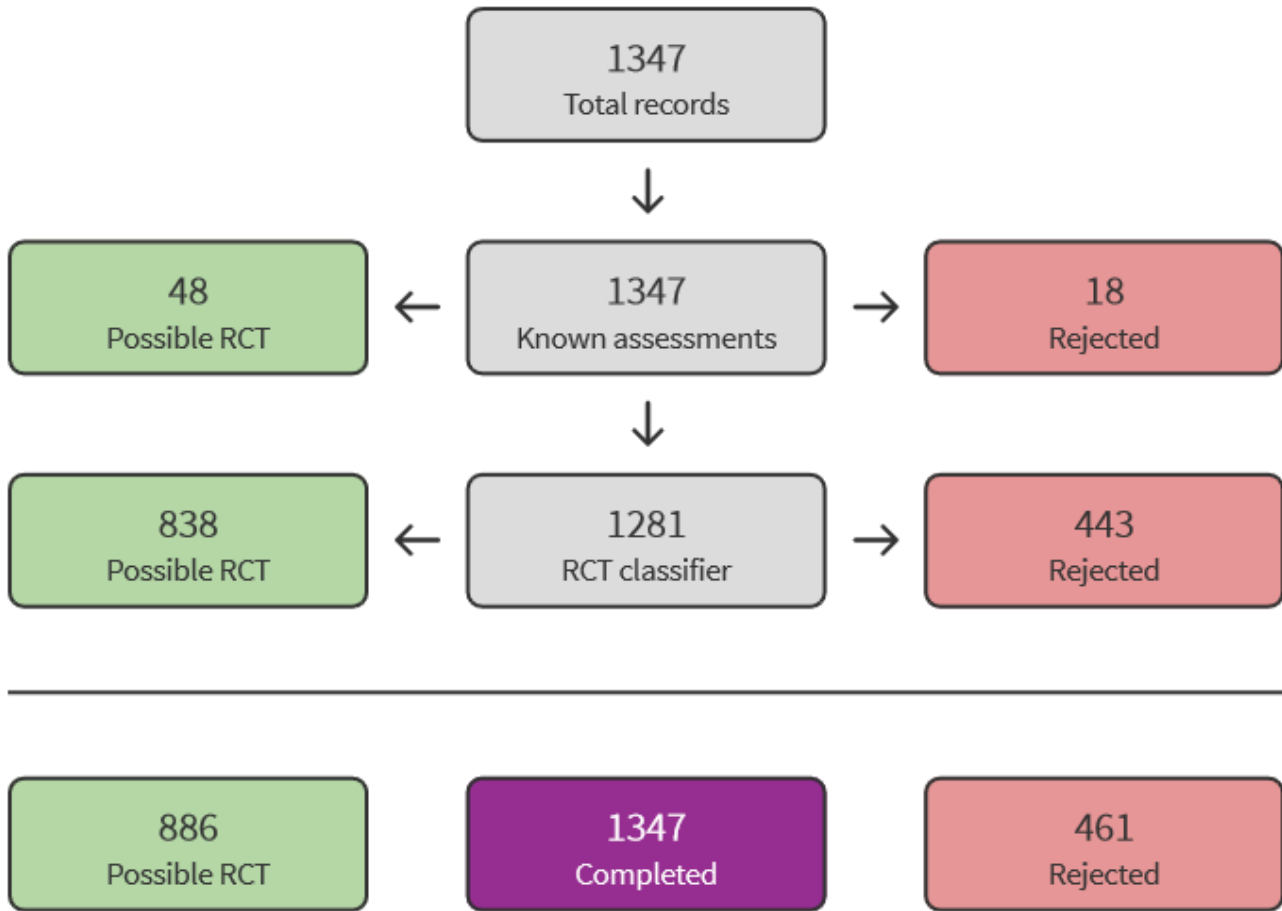 1347
Total records
48
Possible RCT
1347
Known assessments
18
Rejected
838
Possible RCT
1281
RCT classifier
443
Rejected
886
Possible RCT
1347
Completed
461
Rejected